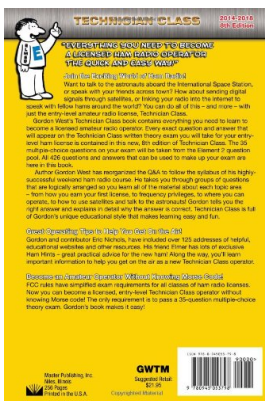 TECHNICIAN CLASS
2014-2018
8th Edition
"EVERYTHING YOU NEED TO BECOME
A LICENSED HAM RADIO OPERATOR
THE QUICK AND EASY WAY!"
Join the Exciting World of Ham Radio!
Want to talk to the astronauts aboard the International Space Station,
or speak with your friends across town? How about sending digital
signals through satellites, or linking your radio into the internet to
speak with fellow hams around the world? You can do all of this – and more – with
just the entry-level amateur radio license, Technician Class.
Gordon West's Technician Class book contains everything you need to learn to
become a licensed amateur radio operator. Every exact question and answer that
will appear on the Technician Class written theory exam you will take for your entry-
level ham license is contained in this new, 8th edition of Technician Class. The 35
multiple-choice questions on your exam will be taken from the Element 2 question
pool. All 426 questions and answers that can be used to make up your exam are
here in this book.
Author Gordon West has reorganized the Q&A to follow the syllabus of his highly-
successful weekend ham radio course. He takes you through groups of questions
that are logically arranged so you learn all of the material about each topic area
– from how you earn your first license, to frequency privileges, to where you can
operate, to how to use satellites and talk to the astronauts! Gordon tells you the
right answer and explains in detail why the answer is correct. Technician Class is full
of Gordon's unique educational style that makes learning easy and fun.
Great Operating Tips to Help You Get On the Air!
Gordon and contributor Eric Nichols, have included over 125 addresses of helpful,
educational websites and other resources. His friend Elmer has lots of exclusive
Ham Hints – great practical advice for the new ham! Along the way, you'll learn
important information to help you get on the air as a new Technician Class operator.
Become an Amateur Operator Without Knowing Morse Code!
FCC rules have simplified exam requirements for all classes of ham radio licenses.
Now you can become a licensed, entry-level Technician Class operator without
knowing Morse code! The only requirement is to pass a 35-question multiple-choice
theory exam. Gordon's book makes it easy!
Master Publishing, Inc.
Niles, Illinois
256 Pages
Printed in the U.S.A.
GWTM
Suggested Retail:
$21.95
Copyrighted Material